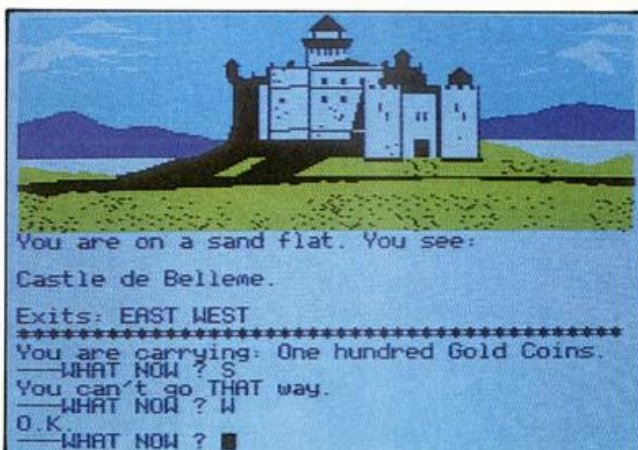 You are on a sand flat. You see:
Castle de Belleme.
Exits: EAST WEST
***********************************************
You are carrying: One hundred Gold Coins.
——WHAT NOW ? S
You can't go THAT way.
——WHAT NOW ? W
O.K.
——WHAT NOW ?